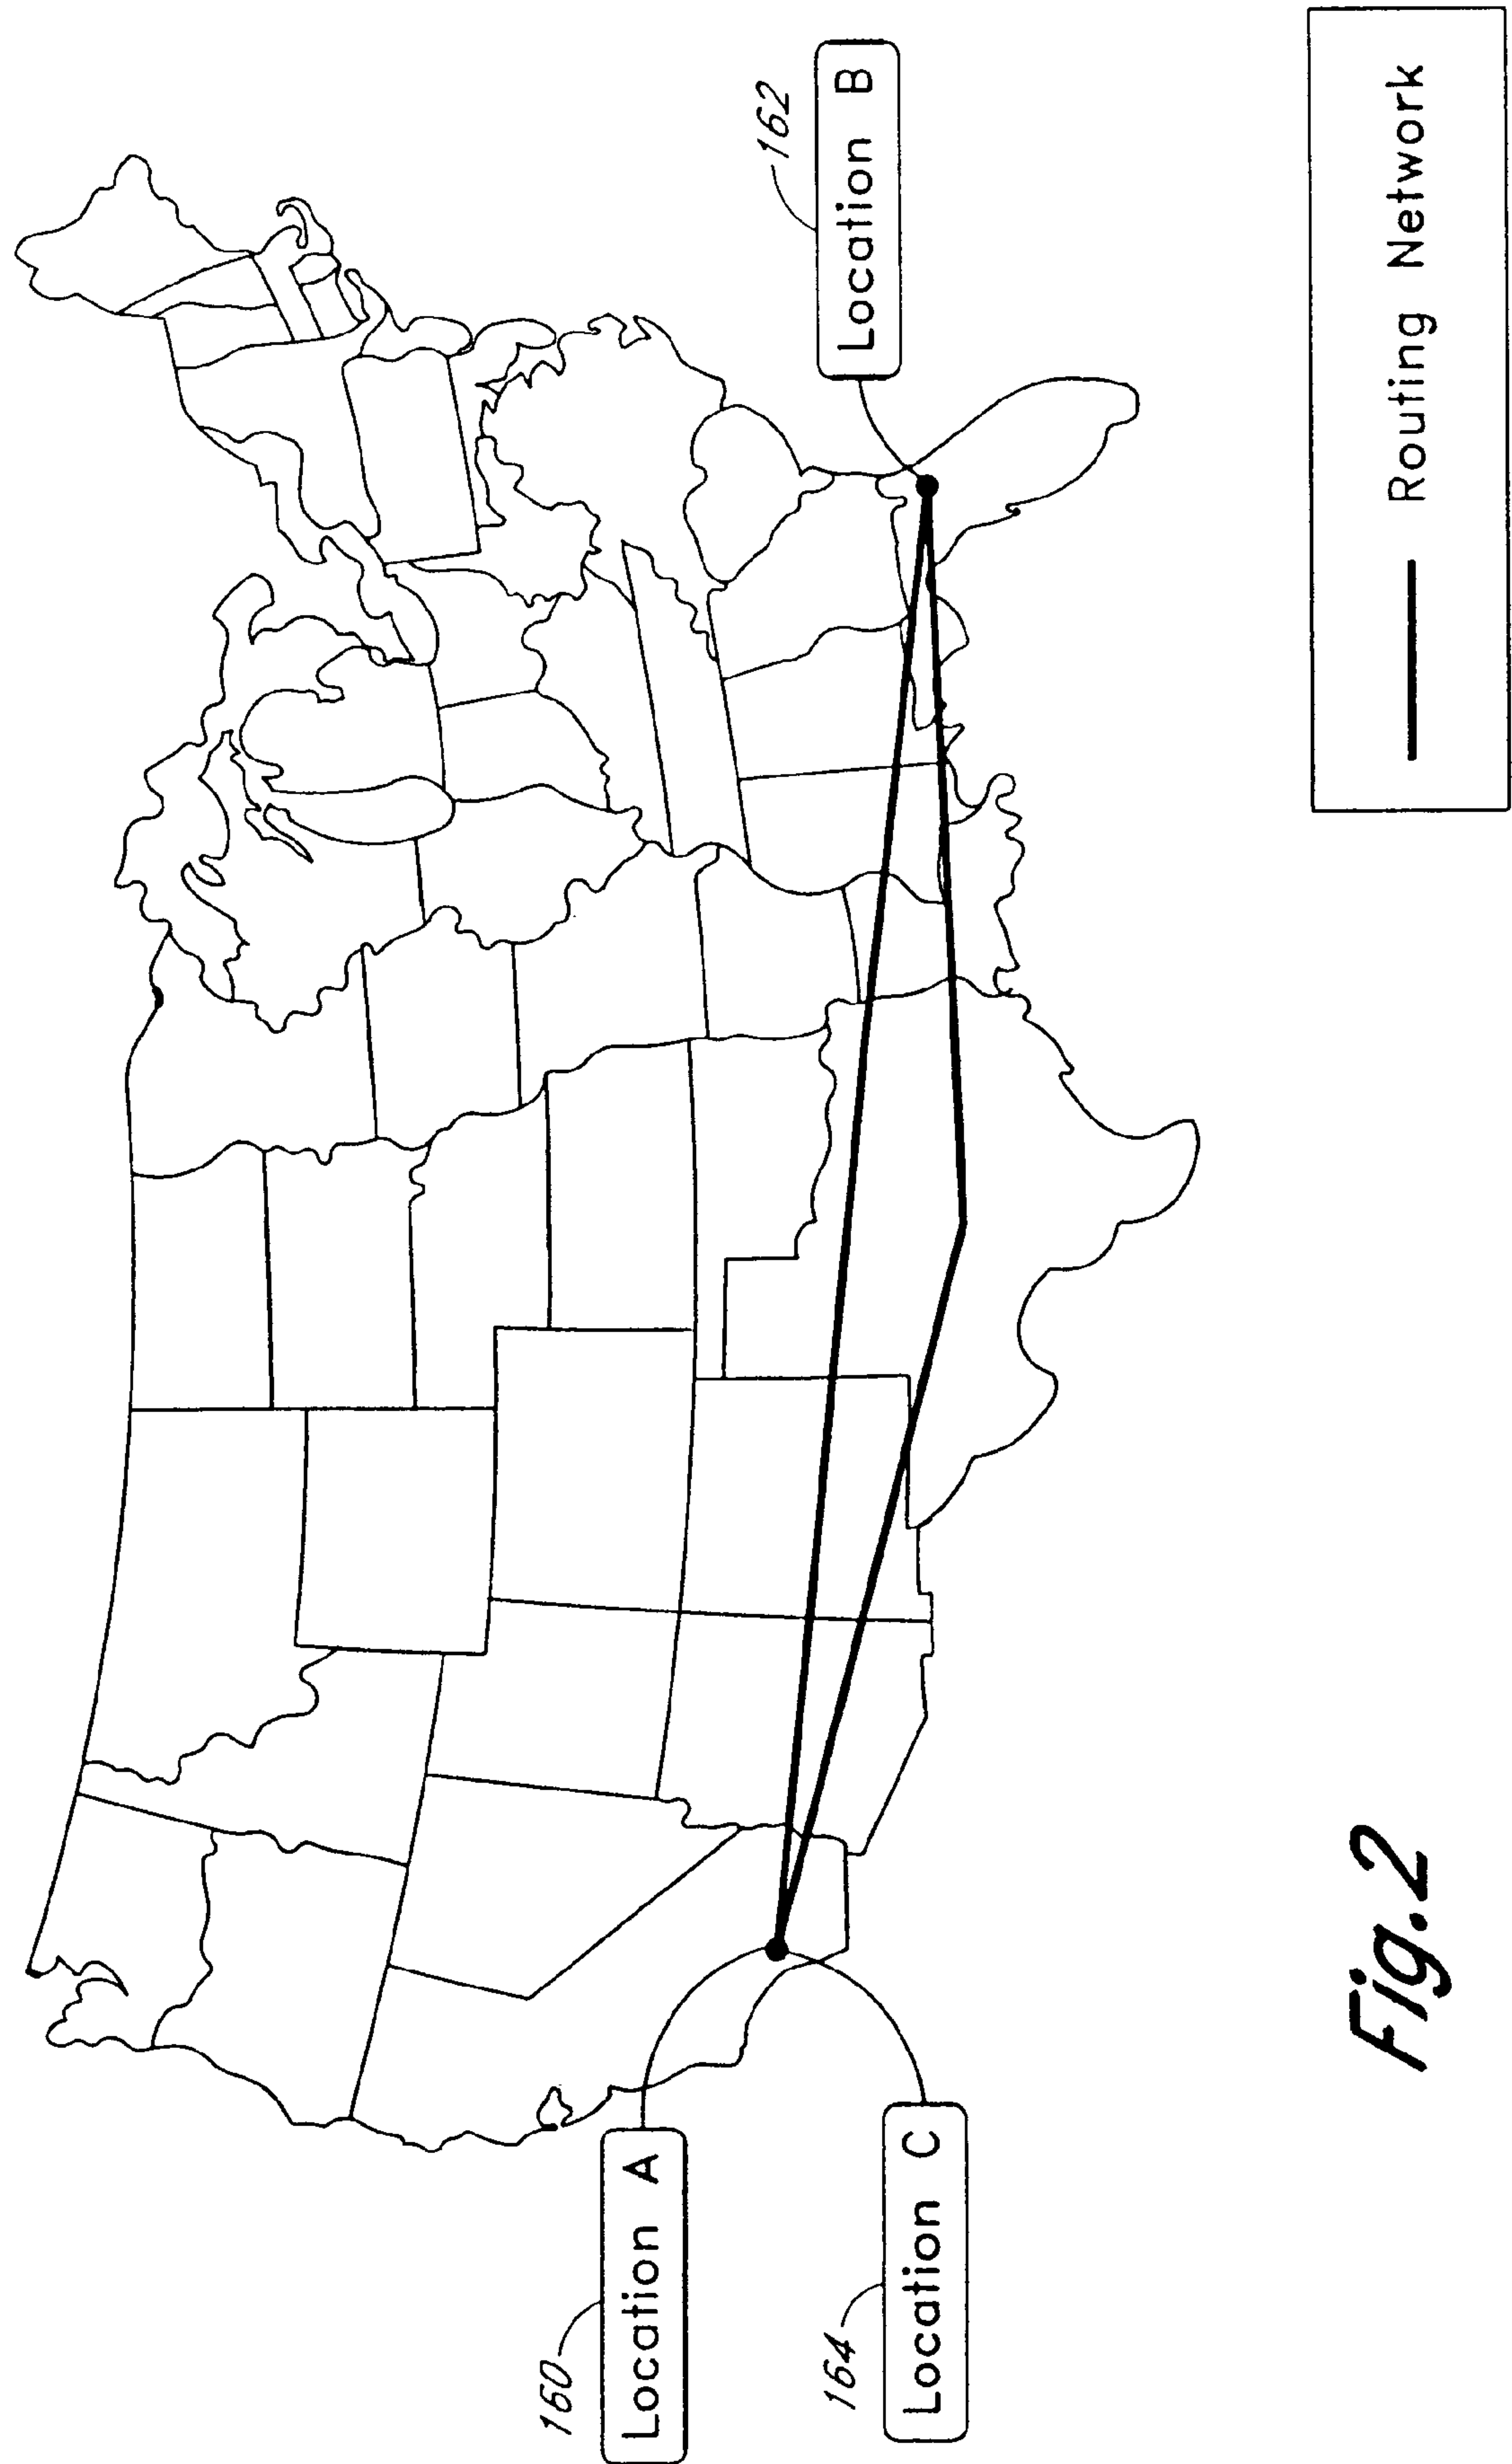 160
Location A
164
Location C
162
Location B
Routing Network
Fig.2